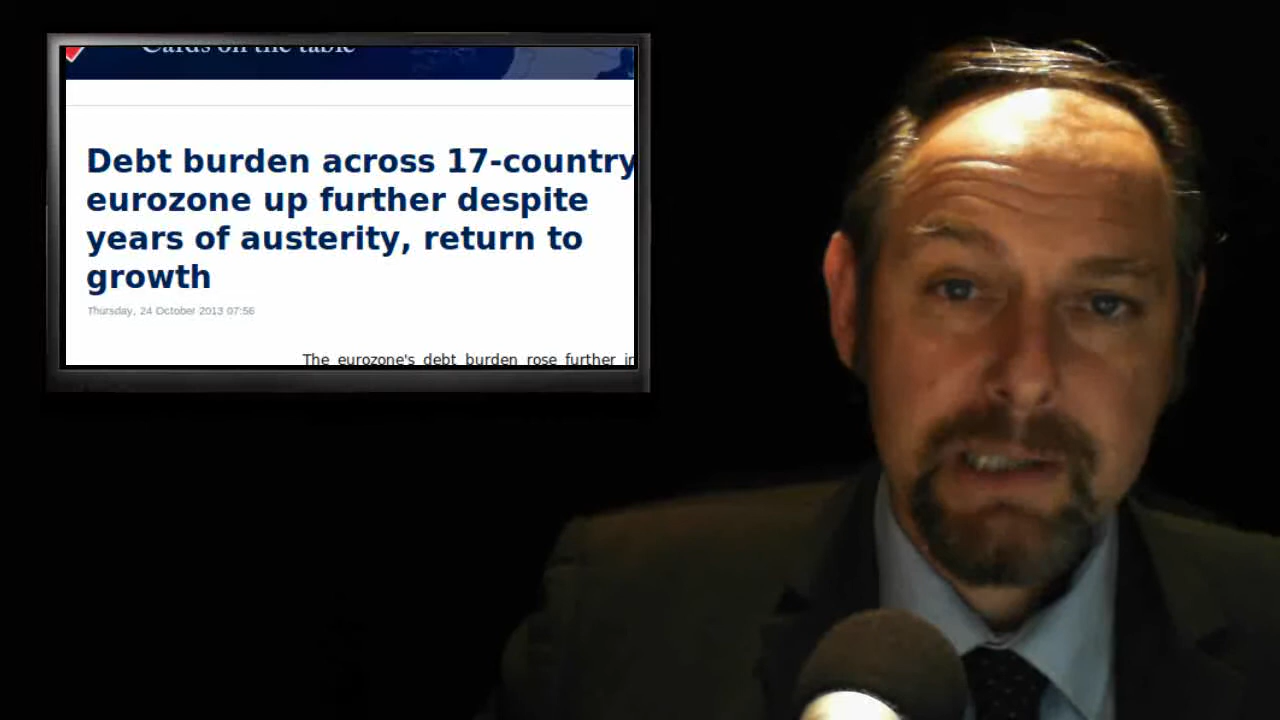 Cards on the table
Debt burden across 17-country
eurozone up further despite
years of austerity, return to
growth
Thursday, 24 October 2013 07:56
The eurozone's debt burden rose further in